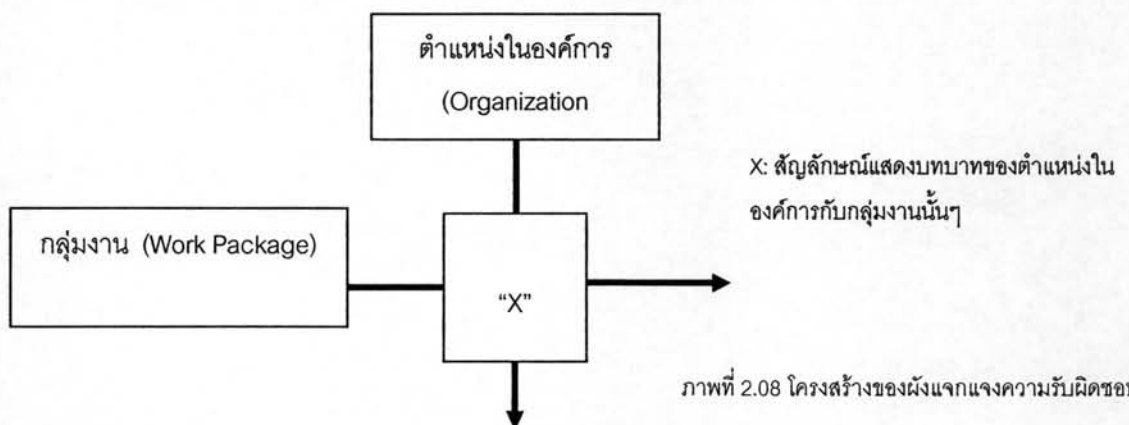 ตำแหน่งในองค์การ
(Organization
X: สัญลักษณ์แสดงบทบาทของตำแหน่งใน
องค์การกับกลุ่มงานนั้นๆ
กลุ่มงาน (Work Package)
“X”
ภาพที่ 2.08 โครงสร้างของผังแจกแจงความรับผิดชอบ